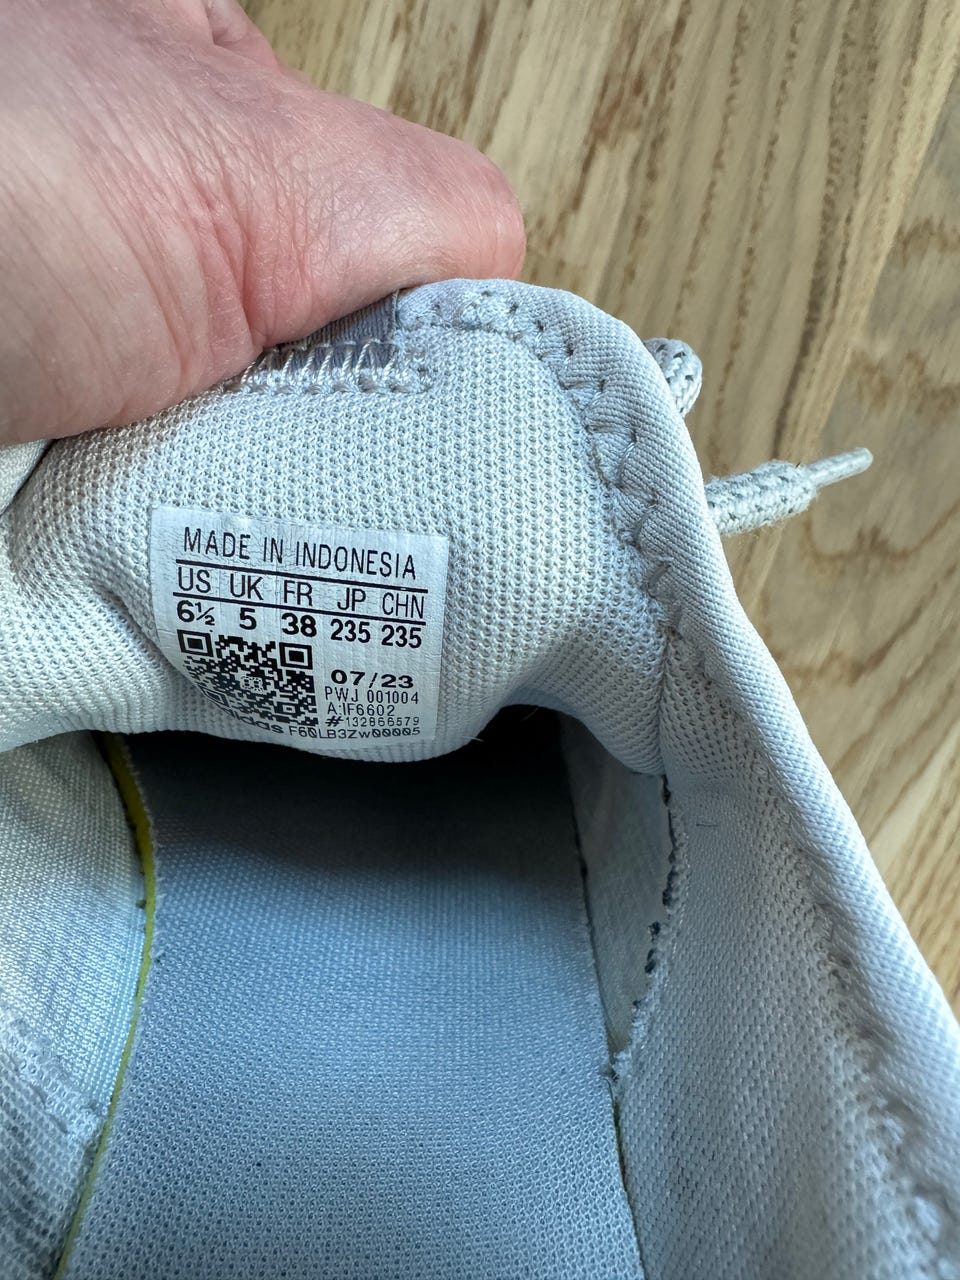 MADE IN INDONESIA
US UK FR JP CHN
6½ 5 38 235 235
07/23
PWJ 001004
A:IF6602
#132866579
adidas F60LB3Zw00005